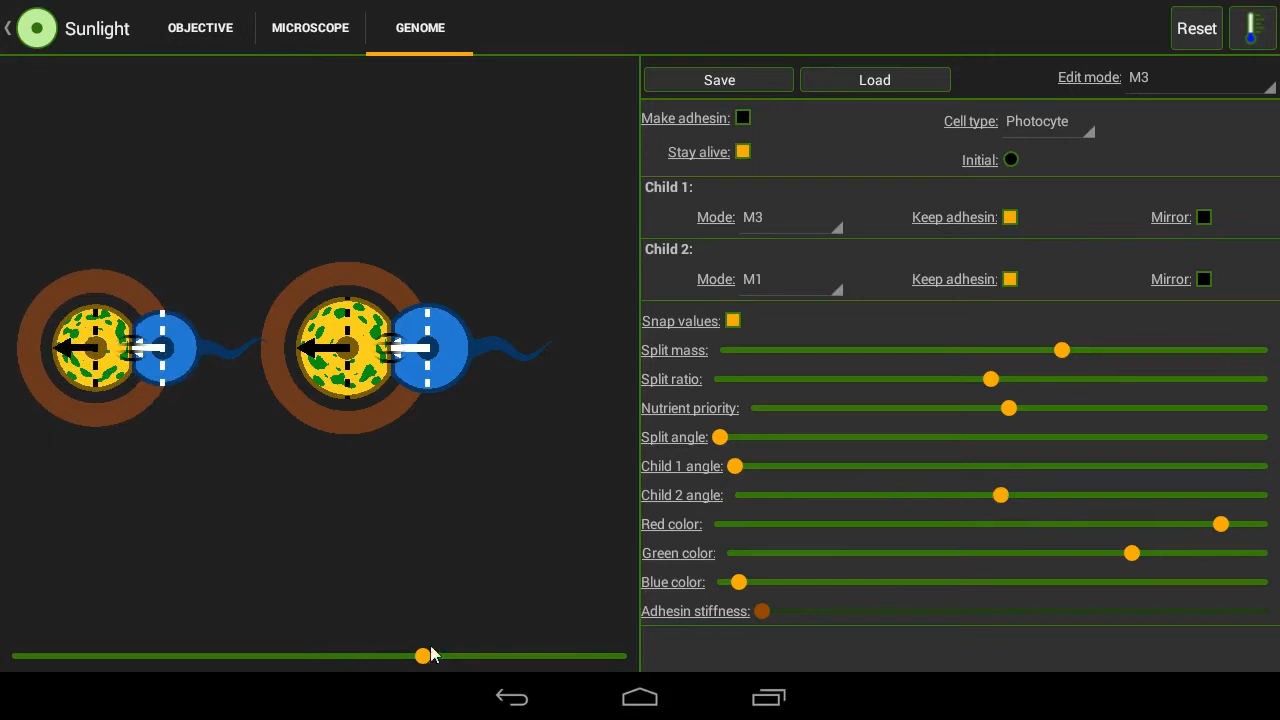 Sunlight OBJECTIVE MICROSCOPE GENOME Reset
Save Load Edit mode: M3
Make adhesin: Cell type: Photocyte
Stay alive: Initial:
Child 1:
Mode: M3 Keep adhesin: Mirror:
Child 2:
Mode: M1 Keep adhesin: Mirror:
Snap values:
Split mass:
Split ratio:
Nutrient priority:
Split angle:
Child 1 angle:
Child 2 angle:
Red color:
Green color:
Blue color:
Adhesin stiffness: